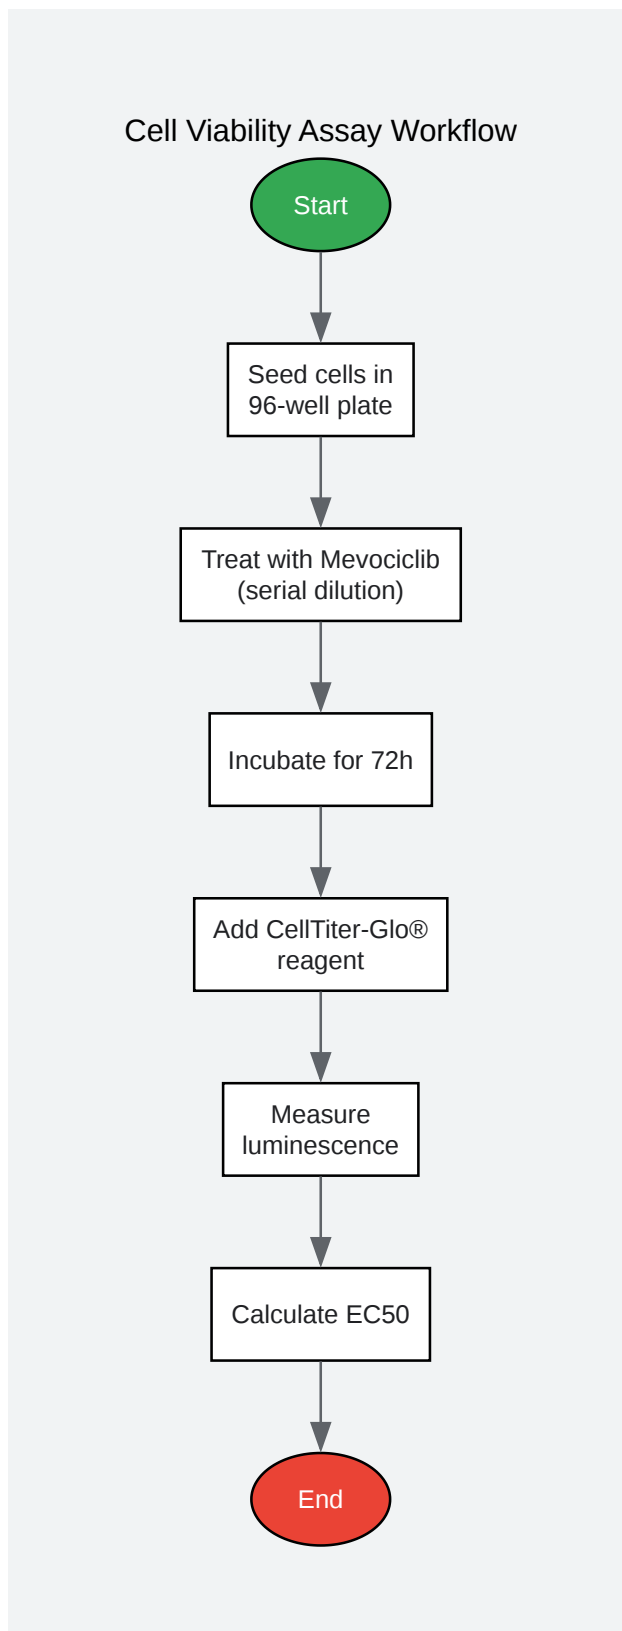 Cell Viability Assay Workflow
Start
Seed cells in
96-well plate
Treat with Mevociclib
(serial dilution)
Incubate for 72h
Add CellTiter-Glo®
reagent
Measure
luminescence
Calculate EC50
End